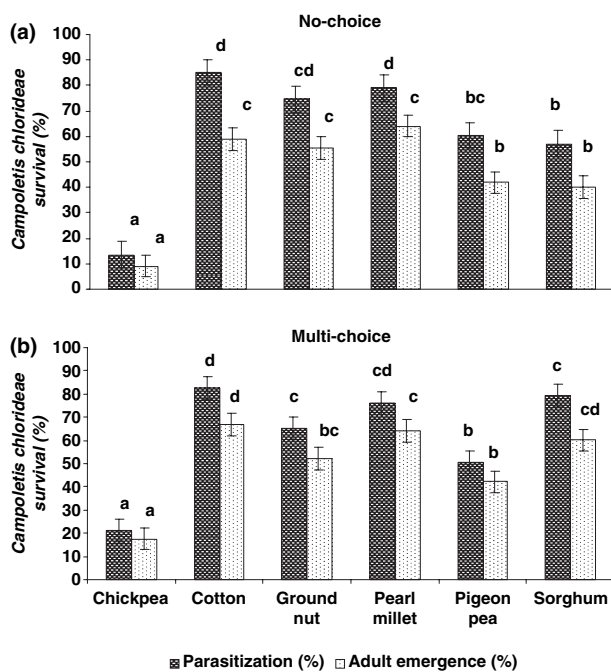 (a)
No-choice
Campoletis chlorideae
survival (%)
100
90
80
70
60
50
40
30
20
10
0
a a d c cd c d c bc b b b
(b)
Multi-choice
Campoletis chlorideae
survival (%)
100
90
80
70
60
50
40
30
20
10
0
a a d d c bc cd c b b c cd
Chickpea Cotton Ground Pearl Pigeon Sorghum
nut millet pea
Parasitization (%) Adult emergence (%)